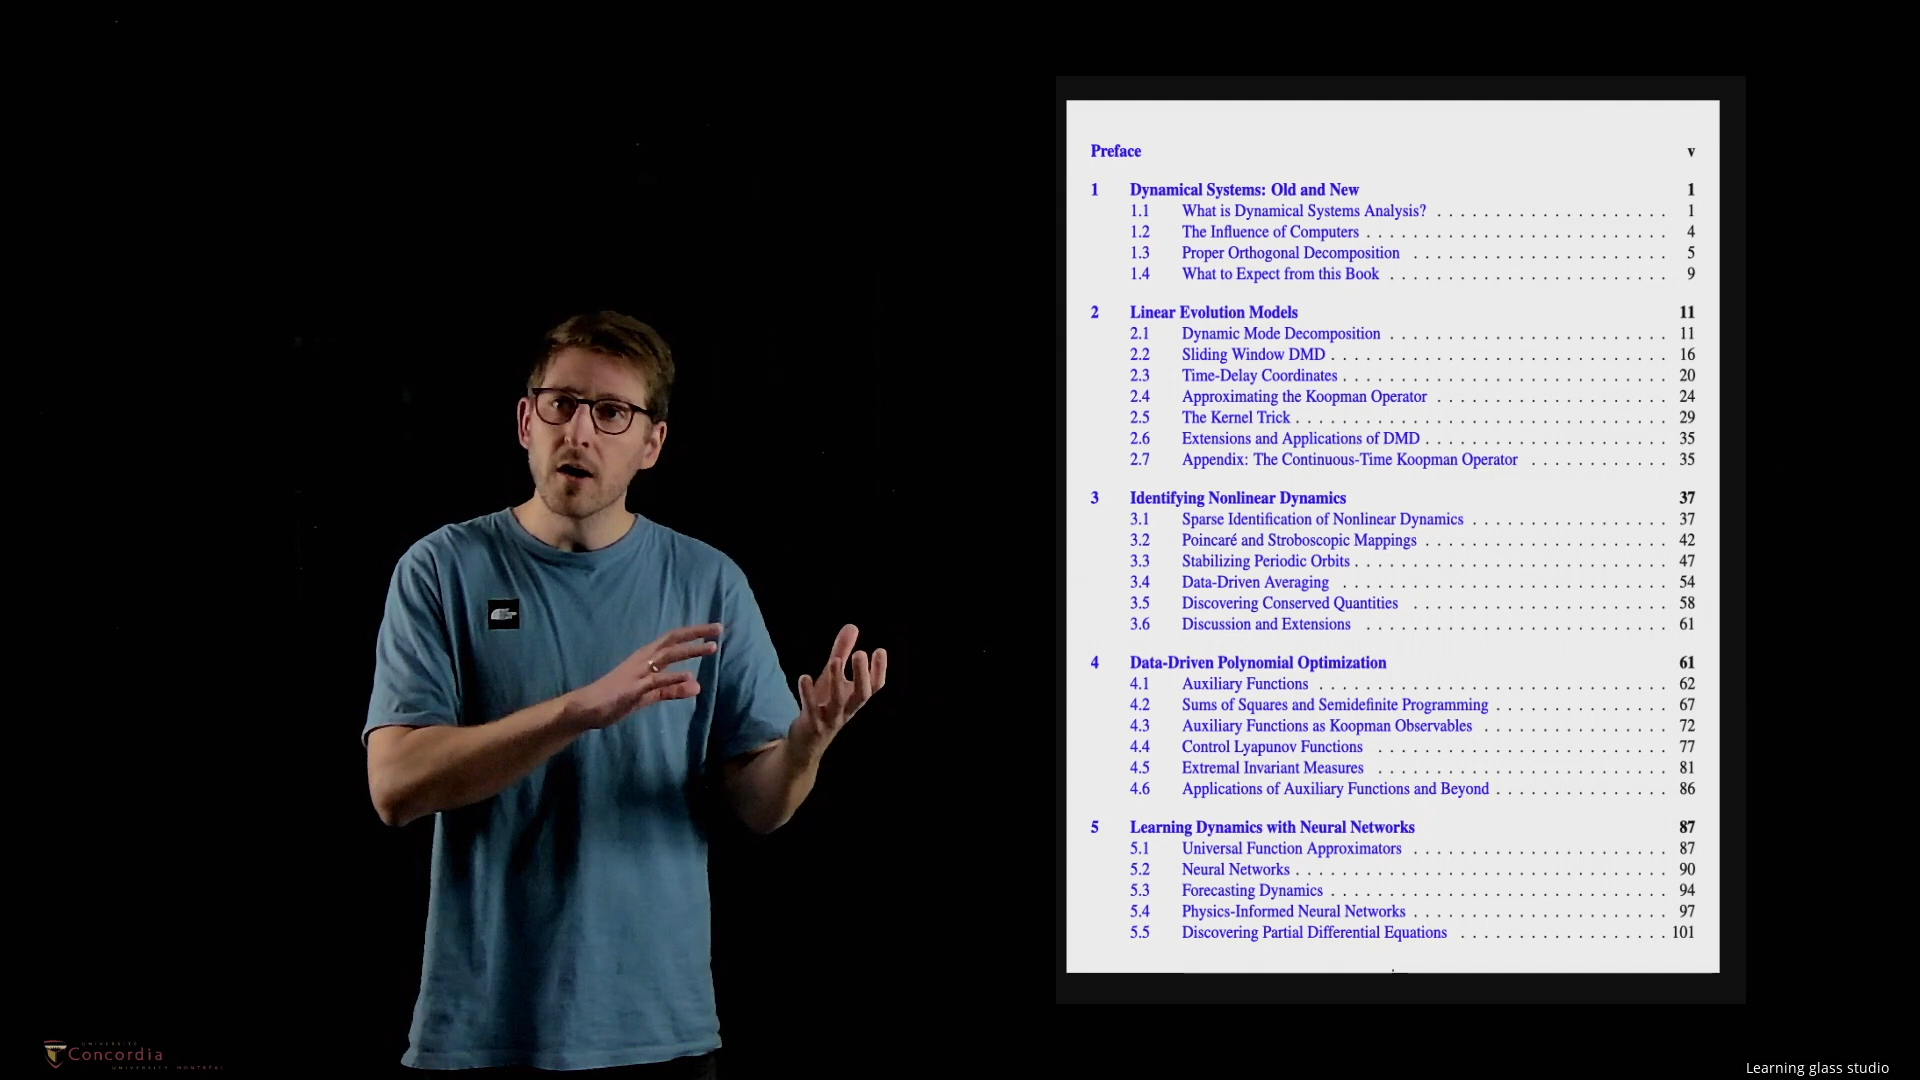 Preface v
1 Dynamical Systems: Old and New 1
1.1 What is Dynamical Systems Analysis? . . . . . . . . . . . . . . . . . . . . 1
1.2 The Influence of Computers . . . . . . . . . . . . . . . . . . . . . . . . . . 4
1.3 Proper Orthogonal Decomposition . . . . . . . . . . . . . . . . . . . . . . 5
1.4 What to Expect from this Book . . . . . . . . . . . . . . . . . . . . . . . . 9
2 Linear Evolution Models 11
2.1 Dynamic Mode Decomposition . . . . . . . . . . . . . . . . . . . . . . . . 11
2.2 Sliding Window DMD . . . . . . . . . . . . . . . . . . . . . . . . . . . . . 16
2.3 Time-Delay Coordinates . . . . . . . . . . . . . . . . . . . . . . . . . . . . 20
2.4 Approximating the Koopman Operator . . . . . . . . . . . . . . . . . . . . 24
2.5 The Kernel Trick . . . . . . . . . . . . . . . . . . . . . . . . . . . . . . . . 29
2.6 Extensions and Applications of DMD . . . . . . . . . . . . . . . . . . . . . 35
2.7 Appendix: The Continuous-Time Koopman Operator . . . . . . . . . . . . 35
3 Identifying Nonlinear Dynamics 37
3.1 Sparse Identification of Nonlinear Dynamics . . . . . . . . . . . . . . . . . 37
3.2 Poincaré and Stroboscopic Mappings . . . . . . . . . . . . . . . . . . . . . 42
3.3 Stabilizing Periodic Orbits . . . . . . . . . . . . . . . . . . . . . . . . . . . 47
3.4 Data-Driven Averaging . . . . . . . . . . . . . . . . . . . . . . . . . . . . 54
3.5 Discovering Conserved Quantities . . . . . . . . . . . . . . . . . . . . . . 58
3.6 Discussion and Extensions . . . . . . . . . . . . . . . . . . . . . . . . . . 61
4 Data-Driven Polynomial Optimization 61
4.1 Auxiliary Functions . . . . . . . . . . . . . . . . . . . . . . . . . . . . . . 62
4.2 Sums of Squares and Semidefinite Programming . . . . . . . . . . . . . . . 67
4.3 Auxiliary Functions as Koopman Observables . . . . . . . . . . . . . . . . 72
4.4 Control Lyapunov Functions . . . . . . . . . . . . . . . . . . . . . . . . . 77
4.5 Extremal Invariant Measures . . . . . . . . . . . . . . . . . . . . . . . . . 81
4.6 Applications of Auxiliary Functions and Beyond . . . . . . . . . . . . . . . 86
5 Learning Dynamics with Neural Networks 87
5.1 Universal Function Approximators . . . . . . . . . . . . . . . . . . . . . . 87
5.2 Neural Networks . . . . . . . . . . . . . . . . . . . . . . . . . . . . . . . . 90
5.3 Forecasting Dynamics . . . . . . . . . . . . . . . . . . . . . . . . . . . . . 94
5.4 Physics-Informed Neural Networks . . . . . . . . . . . . . . . . . . . . . . 97
5.5 Discovering Partial Differential Equations . . . . . . . . . . . . . . . . . . 101
UNIVERSITÉ
Concordia
UNIVERSITY MONTRÉAL
Learning glass studio